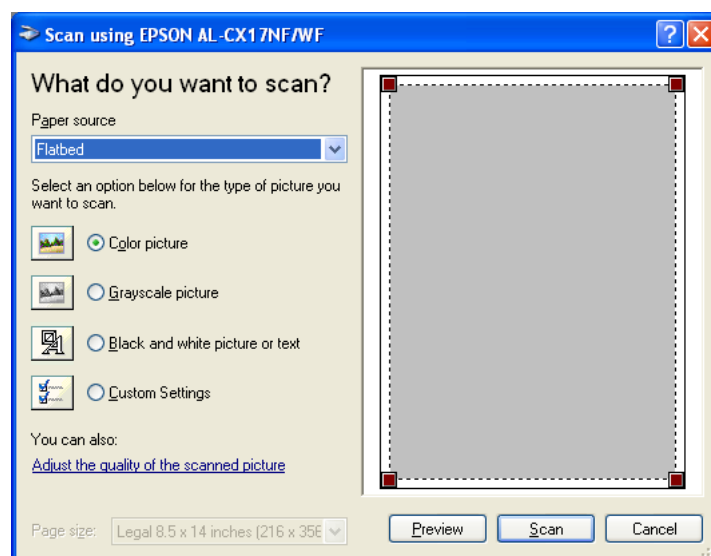 Scan using EPSON AL-CX17NF/WF
What do you want to scan?
Paper source
Flatbed
Select an option below for the type of picture you
want to scan.
Color picture
Grayscale picture
Black and white picture or text
Custom Settings
You can also:
Adjust the quality of the scanned picture
Page size: Legal 8.5 x 14 inches (216 x 356
Preview Scan Cancel